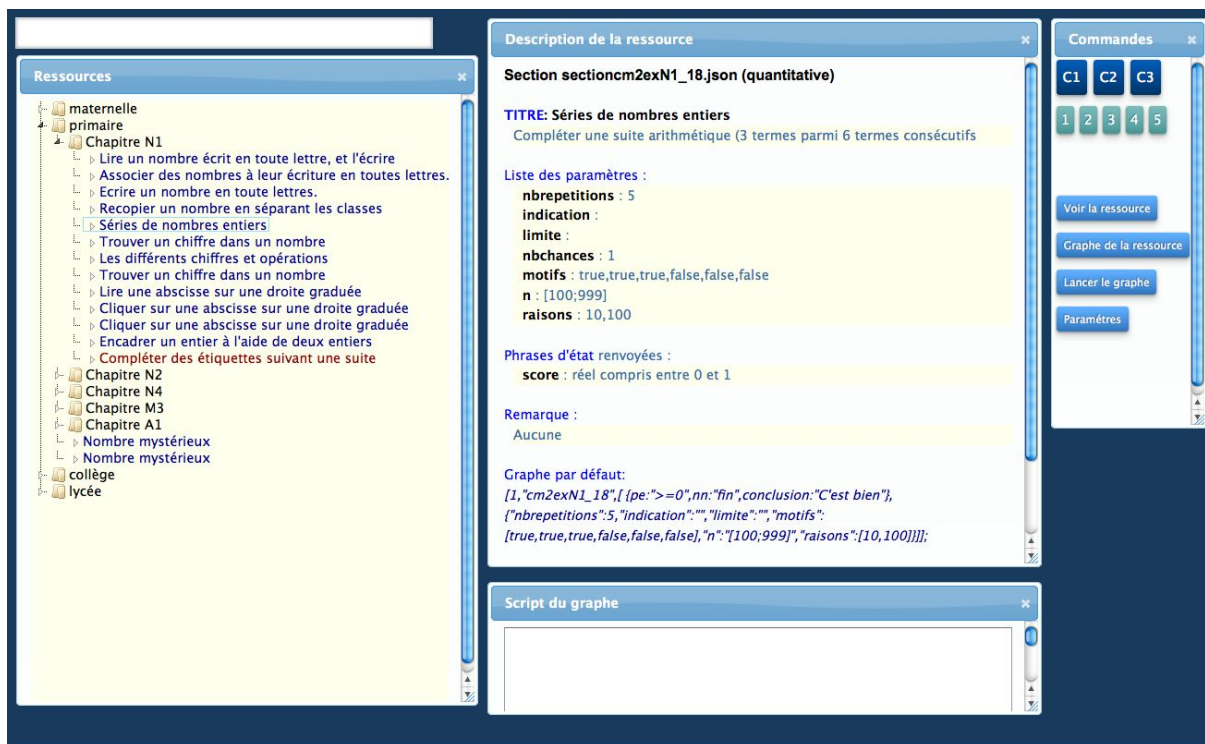 Ressources
maternelle
primaire
Chapitre N1
Lire un nombre écrit en toute lettre, et l'écrire
Associer des nombres à leur écriture en toutes lettres.
Ecrire un nombre en toute lettres.
Recopier un nombre en séparant les classes
Séries de nombres entiers
Trouver un chiffre dans un nombre
Les différents chiffres et opérations
Trouver un chiffre dans un nombre
Lire une abscisse sur une droite graduée
Cliquer sur une abscisse sur une droite graduée
Cliquer sur une abscisse sur une droite graduée
Encadrer un entier à l'aide de deux entiers
Compléter des étiquettes suivant une suite
Chapitre N2
Chapitre N4
Chapitre M3
Chapitre A1
Nombre mystérieux
Nombre mystérieux
collège
lycée
Description de la ressource
Section sectioncm2exN1_18.json (quantitative)
TITRE: Séries de nombres entiers
Compléter une suite arithmétique (3 termes parmi 6 termes consécutifs
Liste des paramètres :
nbrepetitions : 5
indication :
limite :
nbchances : 1
motifs : true,true,true,false,false,false
n : [100;999]
raisons : 10,100
Phrases d'état renvoyées :
score : réel compris entre 0 et 1
Remarque :
Aucune
Graphe par défaut:
[1,"cm2exN1_18",[ {pe:">=0",nn:"fin",conclusion:"C'est bien"},
{"nbrepetitions":5,"indication":"","limite":"","motifs":
[true,true,true,false,false,false],"n":"[100;999]","raisons":[10,100]}]];
Script du graphe
Commandes
C1 C2 C3
1 2 3 4 5
Voir la ressource
Graphe de la ressource
Lancer le graphe
Paramétres